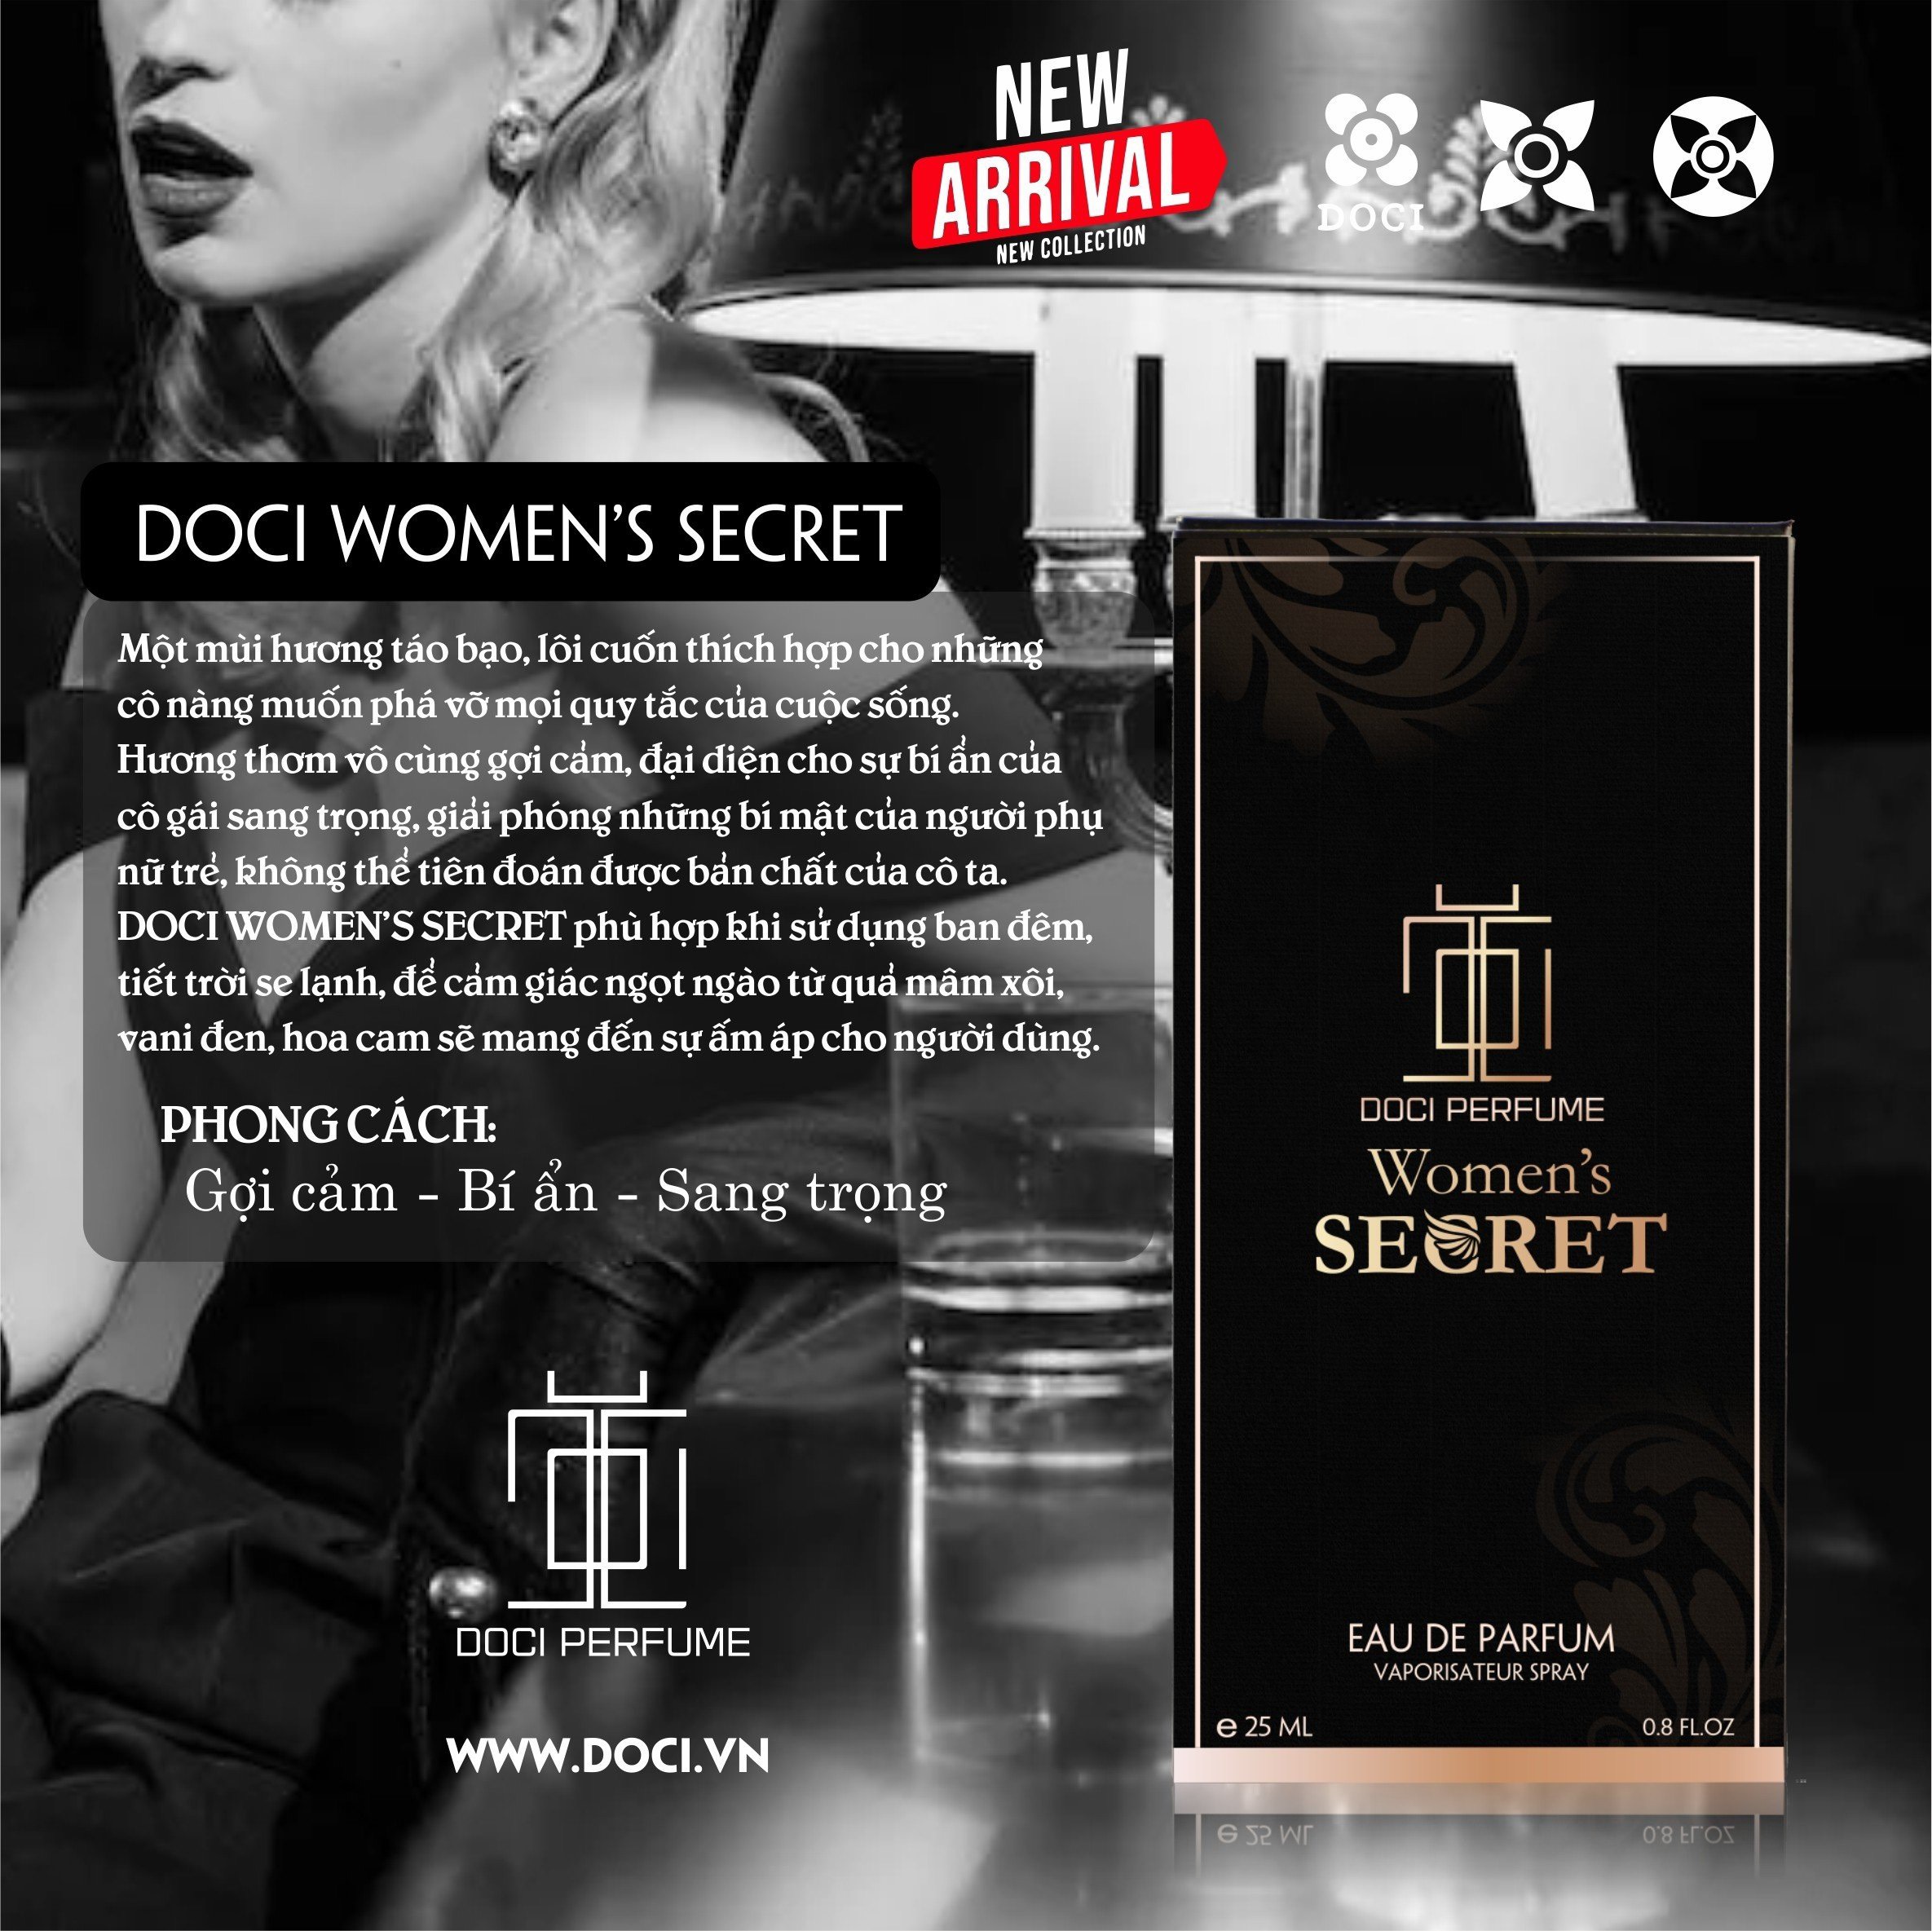 NEW
ARRIVAL
NEW COLLECTION
DOCI
DOCI WOMEN'S SECRET
Một mùi hương táo bạo, lôi cuốn thích hợp cho những
cô nàng muốn phá vỡ mọi quy tắc của cuộc sống.
Hương thơm vô cùng gợi cảm, đại diện cho sự bí ẩn của
cô gái sang trọng, giải phóng những bí mật của người phụ
nữ trẻ, không thể tiên đoán được bản chất của cô ta.
DOCI WOMEN'S SECRET phù hợp khi sử dụng ban đêm,
tiết trời se lạnh, để cảm giác ngọt ngào từ quả mâm xôi,
vani đen, hoa cam sẽ mang đến sự ấm áp cho người dùng.
PHONG CÁCH:
Gợi cảm - Bí ẩn - Sang trọng
DOCI PERFUME
WWW.DOCI.VN
DOCI PERFUME
Women's
SECRET
EAU DE PARFUM
VAPORISATEUR SPRAY
e 25 ML
0.8 FL.OZ
e 25 ML
0.8 FL.OZ